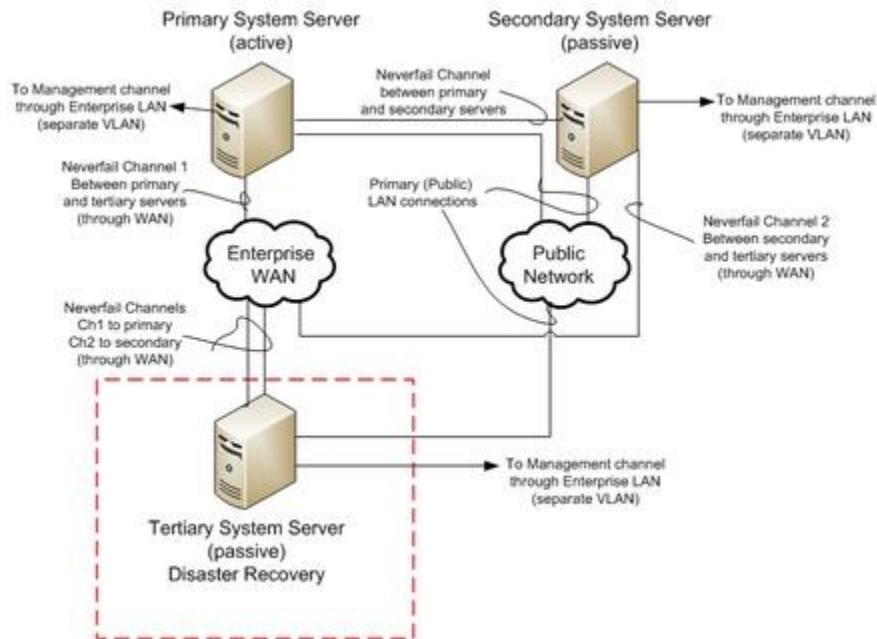 Primary System Server
(active)
Secondary System Server
(passive)
To Management channel
through Enterprise LAN
(separate VLAN)
Neverfail Channel
between primary
and secondary servers
To Management channel
through Enterprise LAN
(separate VLAN)
Neverfail Channel 1
Between primary
and tertiary servers
(through WAN)
Primary (Public)
LAN connections
Neverfail Channel 2
Between secondary
and tertiary servers
(through WAN)
Enterprise
WAN
Public
Network
Neverfail Channels
Ch1 to primary
Ch2 to secondary
(through WAN)
To Management channel
through Enterprise LAN
(separate VLAN)
Tertiary System Server
(passive)
Disaster Recovery